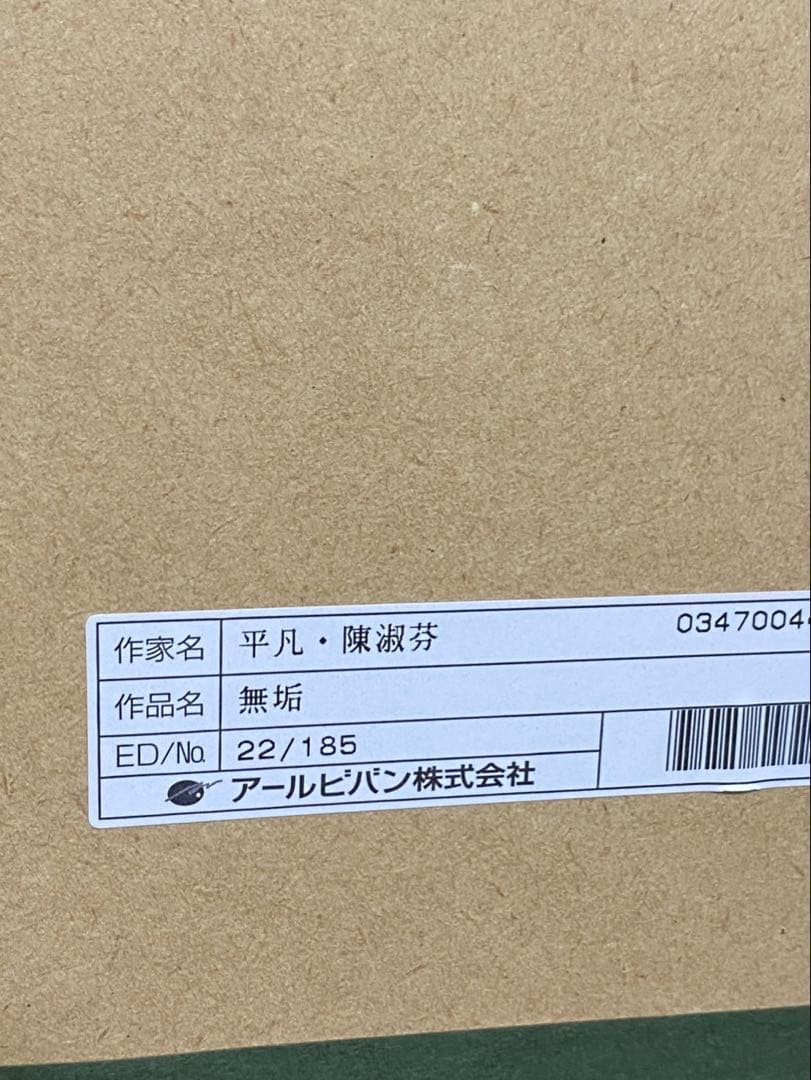 作家名 平凡・陳淑芬 0347004
作品名 無垢
ED/No. 22/185
アールビバン株式会社